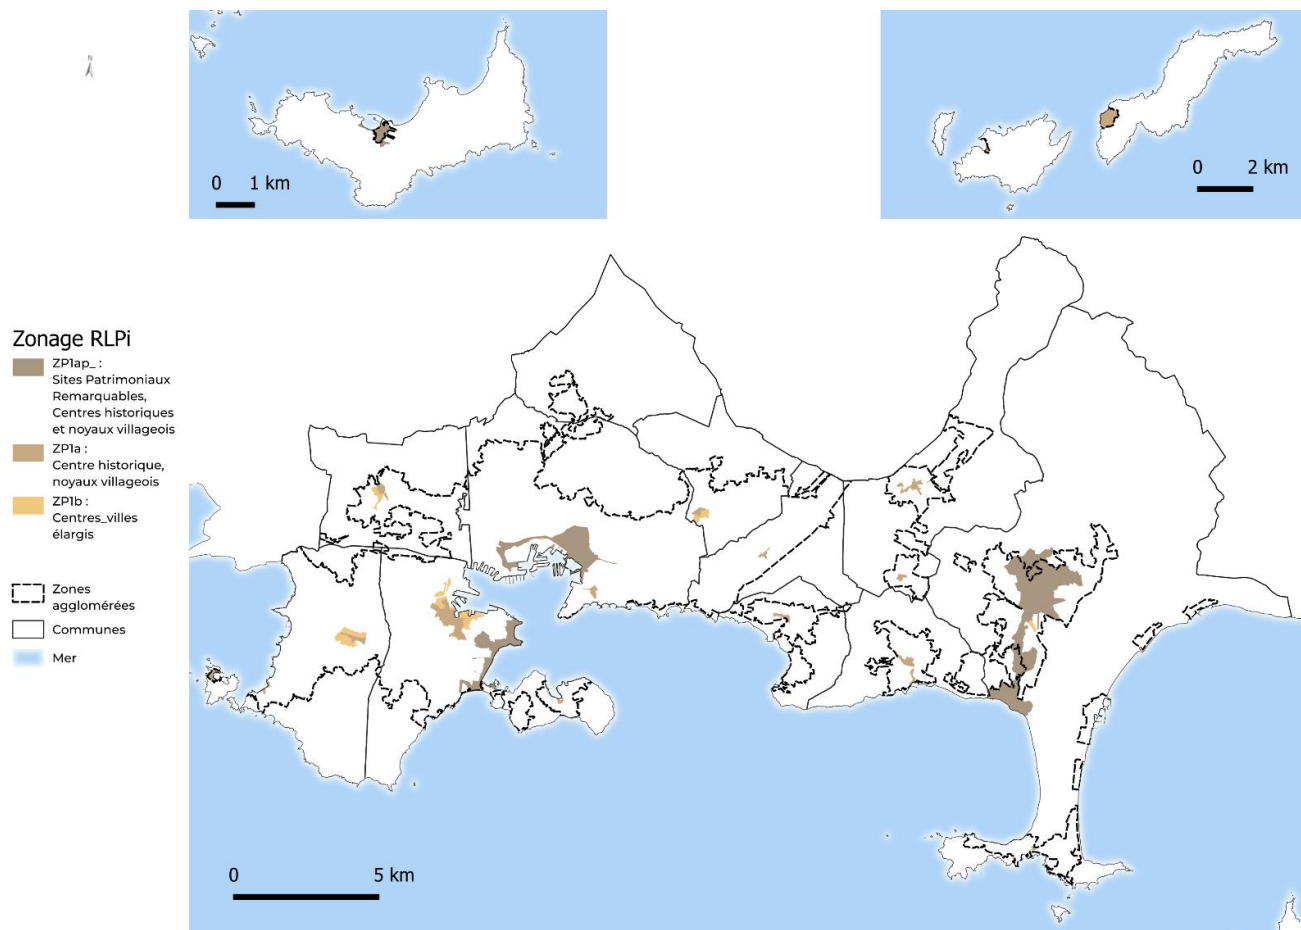 N
0 1 km
0 2 km
Zonage RLPi
ZP1ap_ :
Sites Patrimoniaux
Remarquables,
Centres historiques
et noyaux villageois
ZP1a :
Centre historique,
noyaux villageois
ZP1b :
Centres_villes
élargis
Zones
agglomérées
Communes
Mer
0 5 km